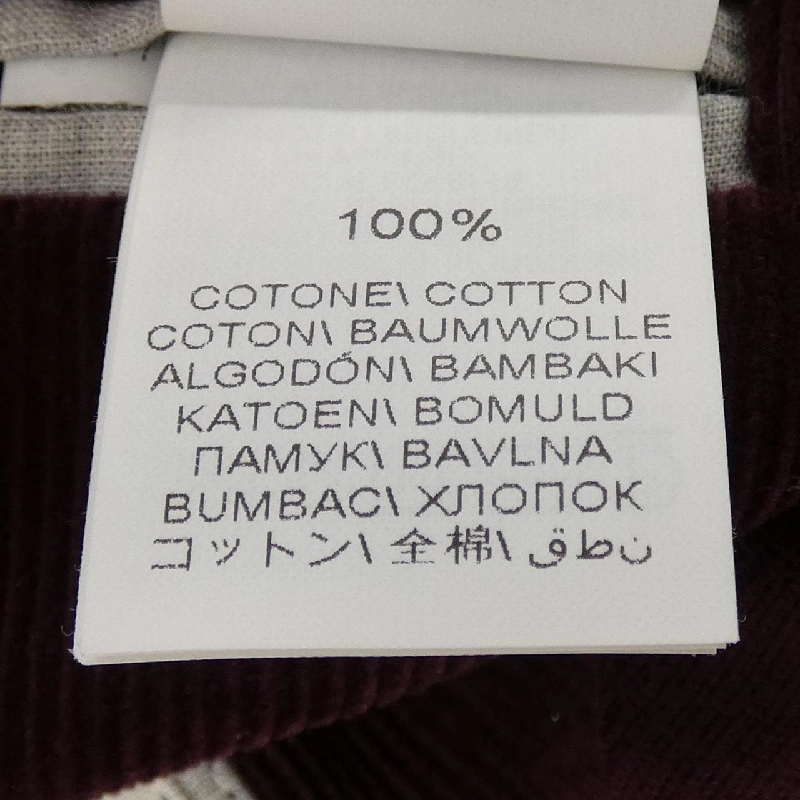 100%
COTONE\ COTTON
COTON\ BAUMWOLLE
ALGODÓN\ BAMBAKI
KATOEN\ BOMULD
ПАМУК\ BAVLNA
BUMBAC\ ХЛОПОК
コットン\ 全棉\ قطن